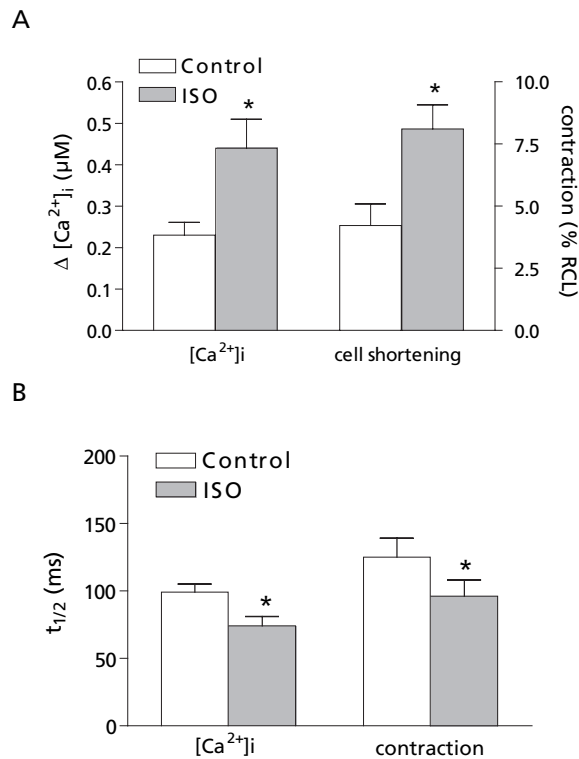 A
Control
ISO
0.6
0.5
0.4
0.3
0.2
0.1
0.0
Δ [Ca²⁺]ᵢ (µM)
*
*
10.0
7.5
5.0
2.5
0.0
contraction (% RCL)
[Ca²⁺]i
cell shortening
B
Control
ISO
200
150
100
50
0
t1/2 (ms)
*
*
[Ca²⁺]i
contraction